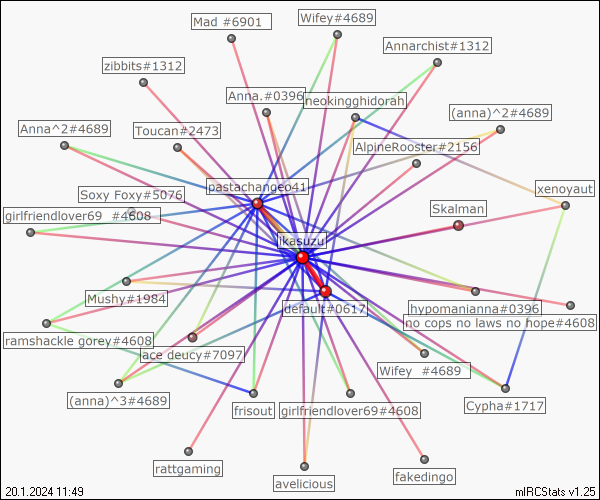 Mad #6901
Wifey#4689
Annarchist#1312
zibbits#1312
Anna.#0396
neokingghidorah
(anna)^2#4689
Anna^2#4689
Toucan#2473
AlpineRooster#2156
pastachangeo41
xenoyaut
Soxy Foxy#5076
Skalman
girlfriendlover69 #4608
jkasuzu
Mushy#1984
default#0617
hypomanianna#0396
no cops no laws no hope#4608
ramshackle gorey#4608
ace deucy#7097
Wifey #4689
(anna)^3#4689
frisout
girlfriendlover69#4608
Cypha#1717
rattgaming
avelicious
fakedingo
20.1.2024 11:49
mIRCStats v1.25